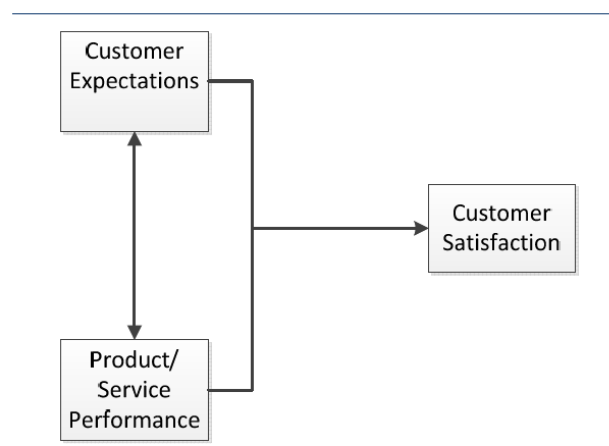 Customer
Expectations
Customer
Satisfaction
Product/
Service
Performance